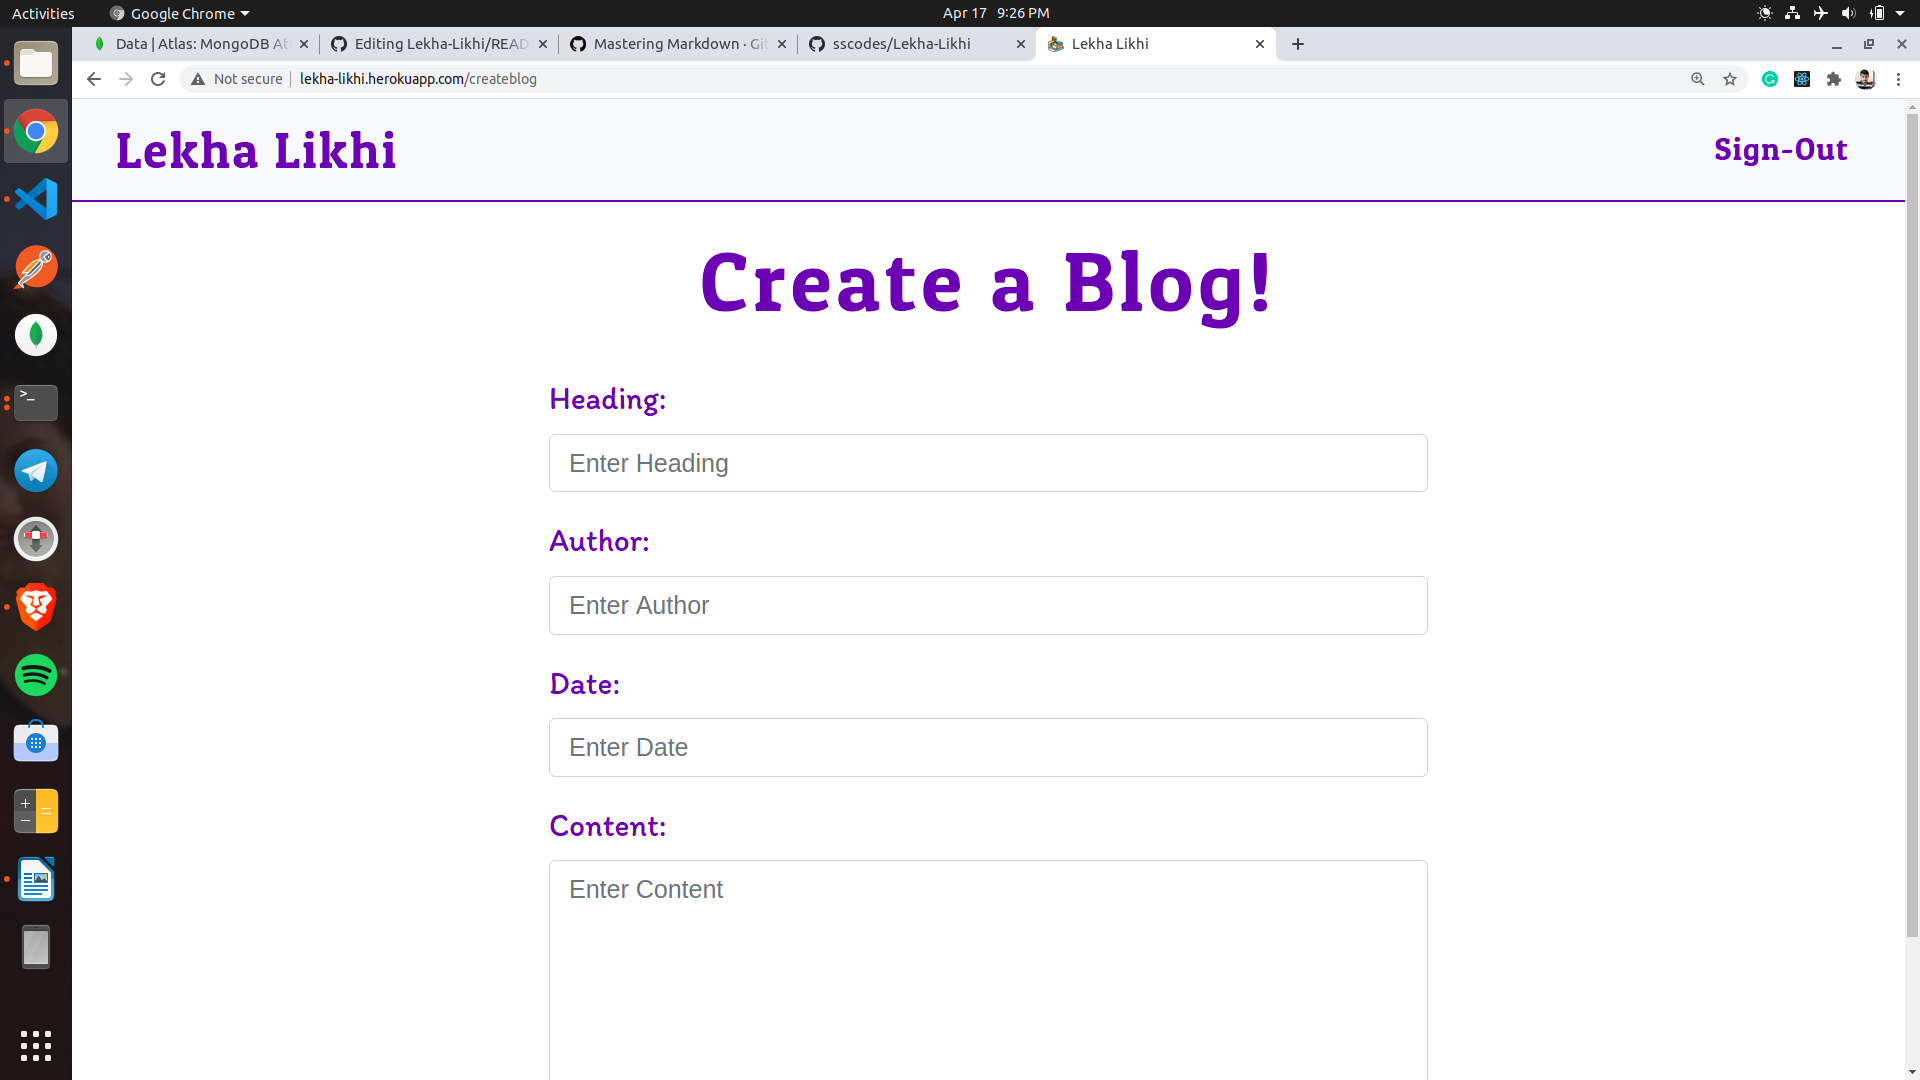 Activities
Google Chrome
Apr 17 9:26 PM
Data | Atlas: MongoDB At
Editing Lekha-Likhi/READ
Mastering Markdown · Git
sscodes/Lekha-Likhi
Lekha Likhi
Not secure
lekha-likhi.herokuapp.com/createblog
Lekha Likhi
Sign-Out
Create a Blog!
Heading:
Enter Heading
Author:
Enter Author
Date:
Enter Date
Content:
Enter Content